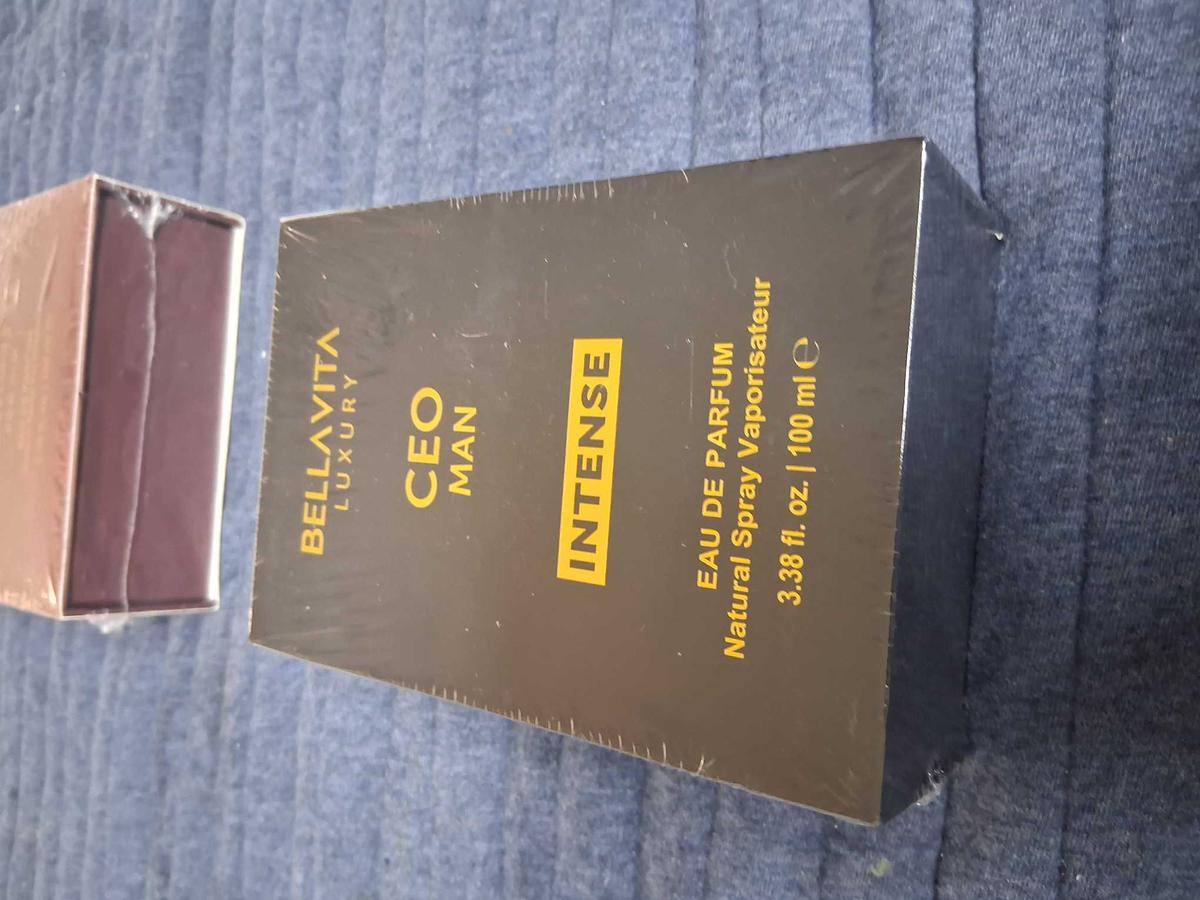 BELLAVITA
LUXURY
CEO
MAN
INTENSE
EAU DE PARFUM
Natural Spray Vaporisateur
3.38 fl. oz. | 100 ml ℮